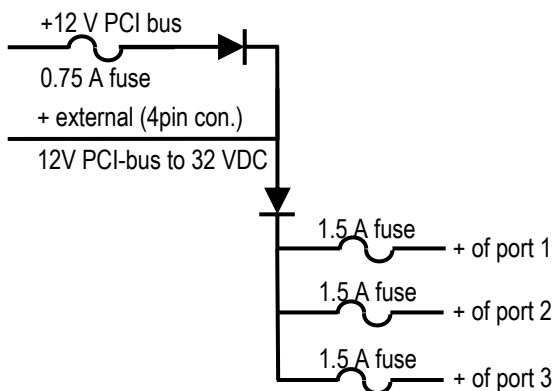 +12 V PCI bus
0.75 A fuse
+ external (4pin con.)
12V PCI-bus to 32 VDC
1.5 A fuse
+ of port 1
1.5 A fuse
+ of port 2
1.5 A fuse
+ of port 3